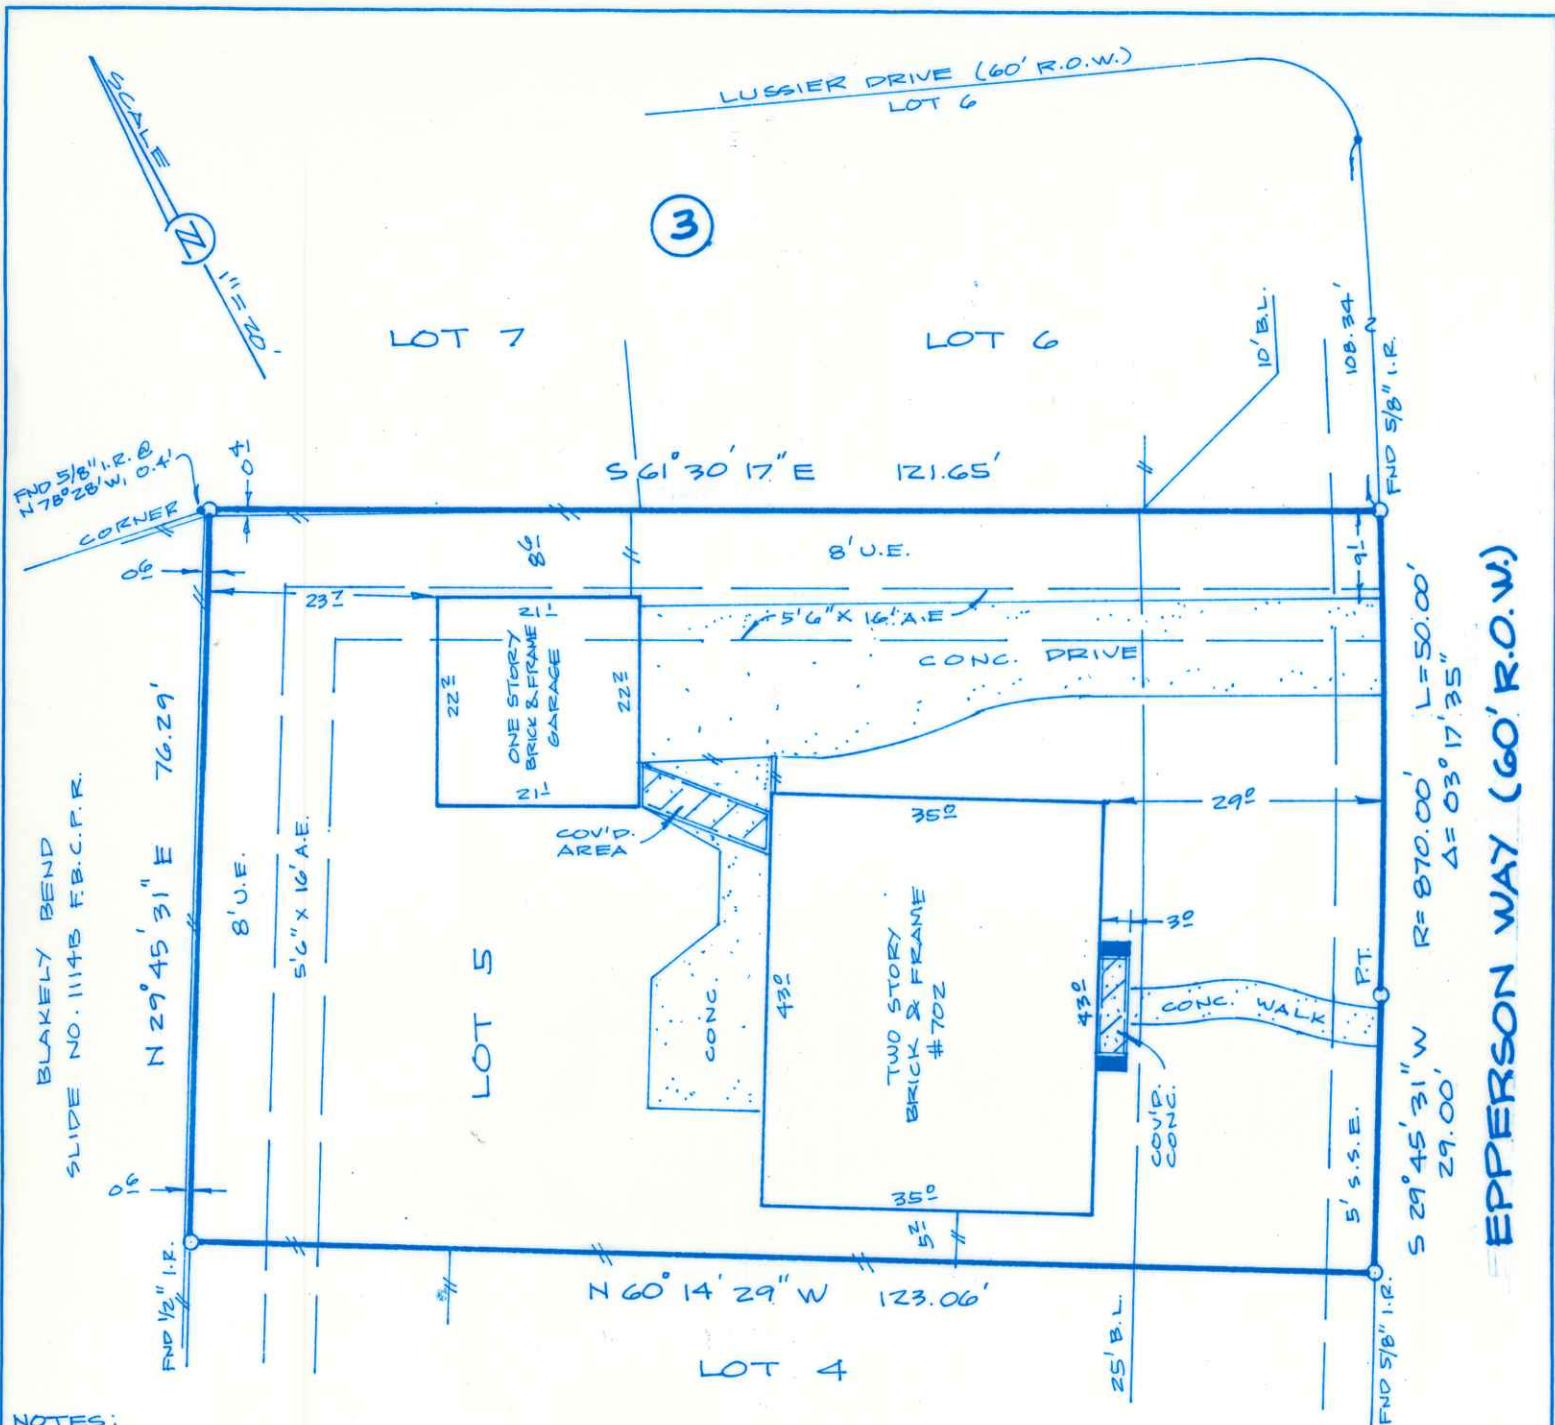 LUSSIER DRIVE (60' R.O.W.)
LOT 6
SCALE
N
1" = 20'
3
LOT 7
LOT 6
10' B.L.
108.34'
FND 5/8" I.R.
FND 5/8" I.R. @
N 78°28' W, 0.4'
CORNER
0 4
S 61° 30' 17" E 121.65'
0 6
23 7
8 6
8' U.E.
9 1
21 1
5'6" X 16' A.E.
CONC. DRIVE
22 2
ONE STORY
BRICK & FRAME
GARAGE
22 2
21 1
COV'D.
AREA
35 0
29 0
BLAKELY BEND
SLIDE NO. 1114B F.B.C.P.R.
N 29° 45' 31" E 76.29'
8' U.E.
5'6" X 16' A.E.
LOT 5
CONC.
43 0
TWO STORY
BRICK & FRAME
#702
43 0
3 0
CONC. WALK
COV'D.
CONC.
P.T.
R= 870.00' L= 50.00'
Δ= 03° 17' 35"
EPPERSON WAY (60' R.O.W.)
5' S.S.E.
S 29° 45' 31" W
29.00'
0 6
35 0
5 2
FND 1/2" I.R.
N 60° 14' 29" W 123.06'
25' B.L.
FND 5/8" I.R.
LOT 4
NOTES: